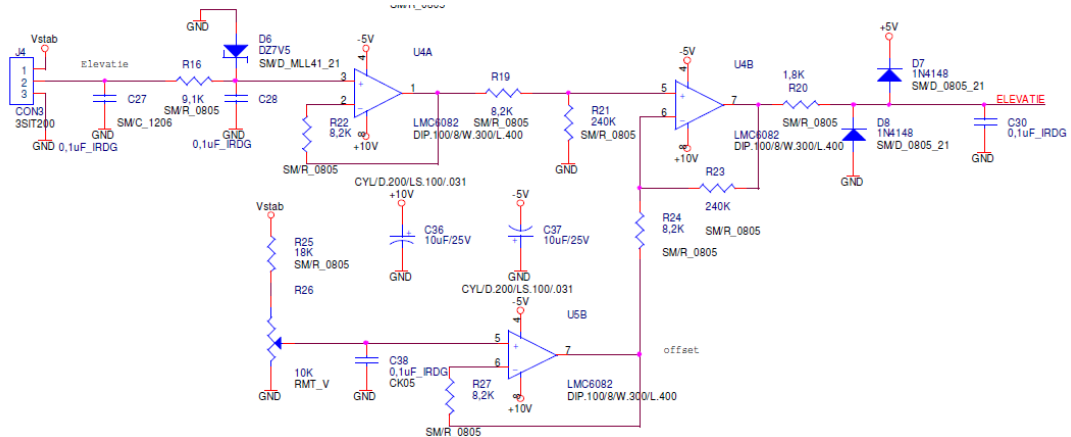 SM/R_0805
GND
J4
Vstab
1
2
3
CON3
3SIT200
GND
Elevatie
C27
SM/C_1206
GND
0,1uF_IRDG
R16
9,1K
SM/R_0805
D6
DZ7V5
SM/D_MLL41_21
C28
GND
0,1uF_IRDG
-5V
U4A
4
3
+
2
-
1
8
+10V
LMC6082
DIP.100/8/W.300/L.400
R22
8,2K
SM/R_0805
R19
8,2K
SM/R_0805
R21
240K
SM/R_0805
GND
-5V
U4B
4
5
+
6
-
7
8
+10V
LMC6082
DIP.100/8/W.300/L.400
1,8K
R20
SM/R_0805
+5V
D7
1N4148
SM/D_0805_21
D8
1N4148
SM/D_0805_21
GND
ELEVATIE
C30
0,1uF_IRDG
GND
R23
240K
SM/R_0805
R24
8,2K
SM/R_0805
CYL/D.200/LS.100/.031
+10V
C36
10uF/25V
+
GND
-5V
C37
10uF/25V
+
GND
CYL/D.200/LS.100/.031
Vstab
R25
18K
SM/R_0805
R26
10K
RMT_V
GND
C38
0,1uF_IRDG
CK05
GND
-5V
U5B
4
5
+
6
-
7
8
+10V
LMC6082
DIP.100/8/W.300/L.400
R27
8,2K
SM/R_0805
offset